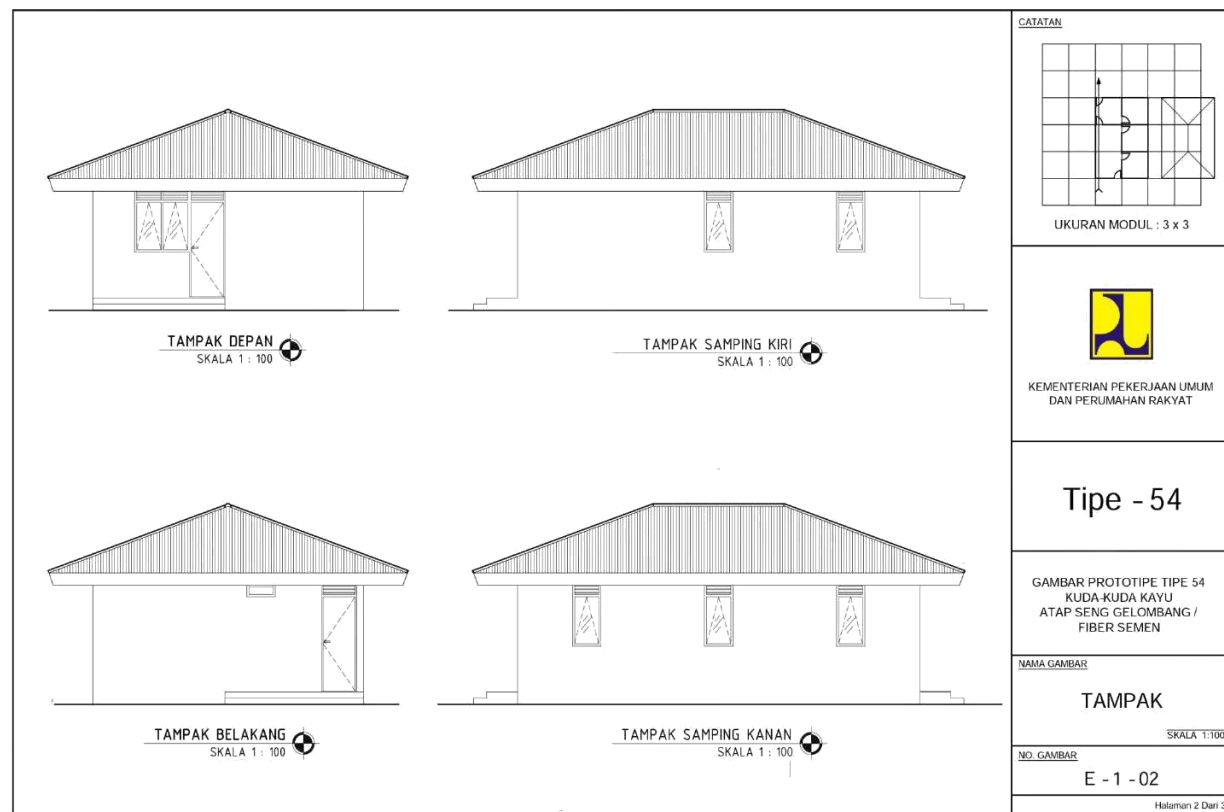 TAMPAK DEPAN
SKALA 1 : 100
TAMPAK SAMPING KIRI
SKALA 1 : 100
TAMPAK BELAKANG
SKALA 1 : 100
TAMPAK SAMPING KANAN
SKALA 1 : 100
CATATAN
UKURAN MODUL : 3 x 3
KEMENTERIAN PEKERJAAN UMUM
DAN PERUMAHAN RAKYAT
Tipe - 54
GAMBAR PROTOTIPE TIPE 54
KUDA-KUDA KAYU
ATAP SENG GELOMBANG /
FIBER SEMEN
NAMA GAMBAR
TAMPAK
SKALA 1:100
NO. GAMBAR
E - 1 - 02
Halaman 2 Dari 3